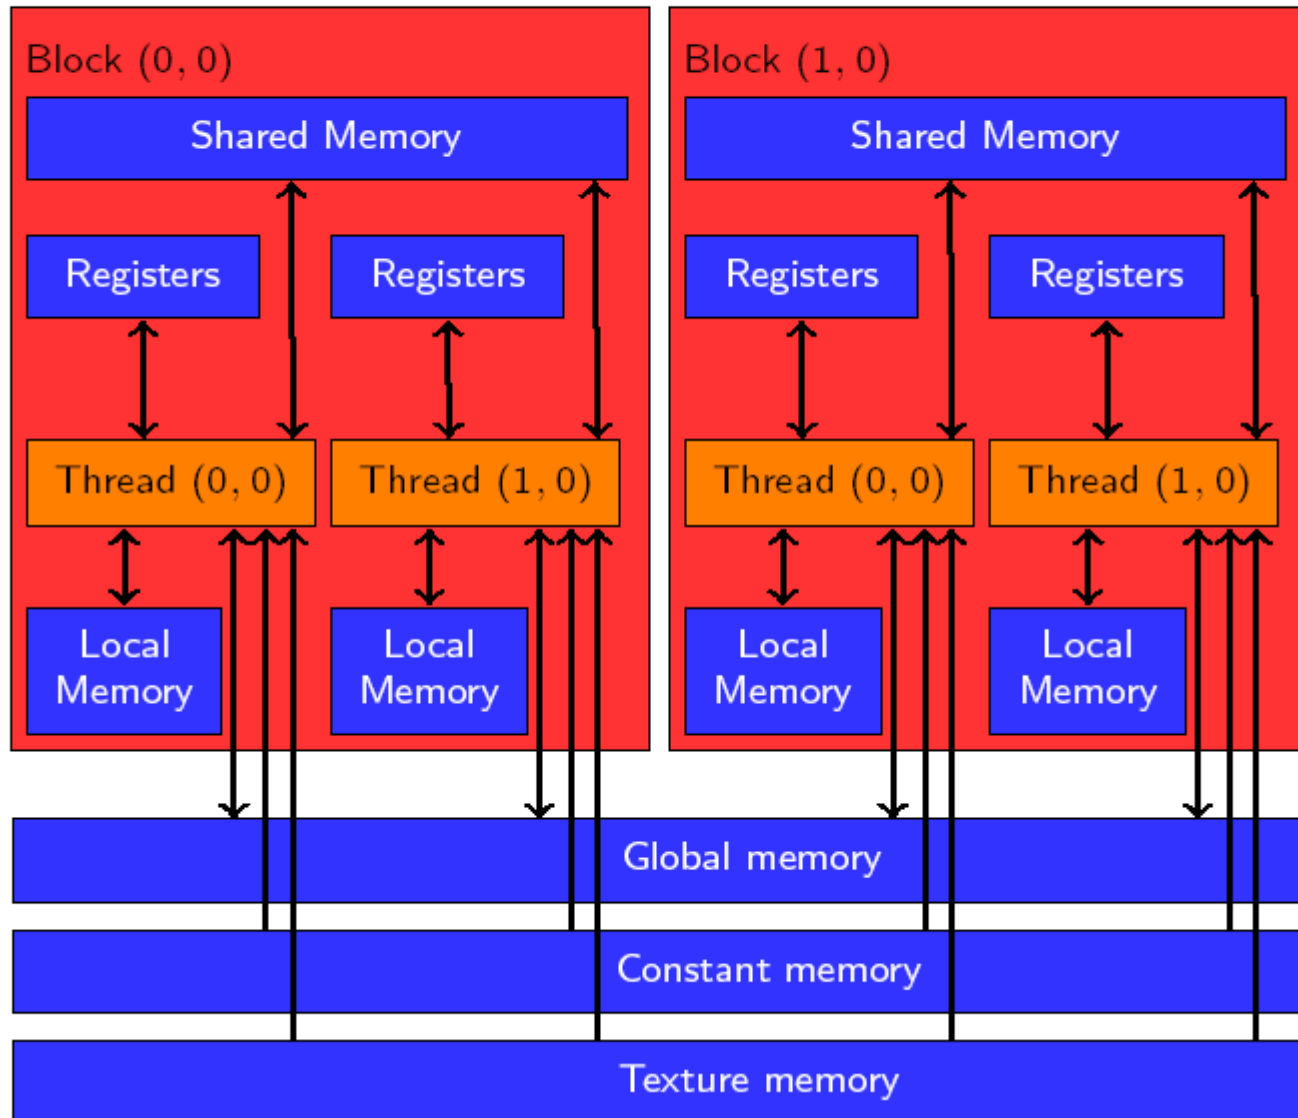 Block (0, 0)
Shared Memory
Registers
Registers
Thread (0, 0)
Thread (1, 0)
Local
Memory
Local
Memory
Block (1, 0)
Shared Memory
Registers
Registers
Thread (0, 0)
Thread (1, 0)
Local
Memory
Local
Memory
Global memory
Constant memory
Texture memory